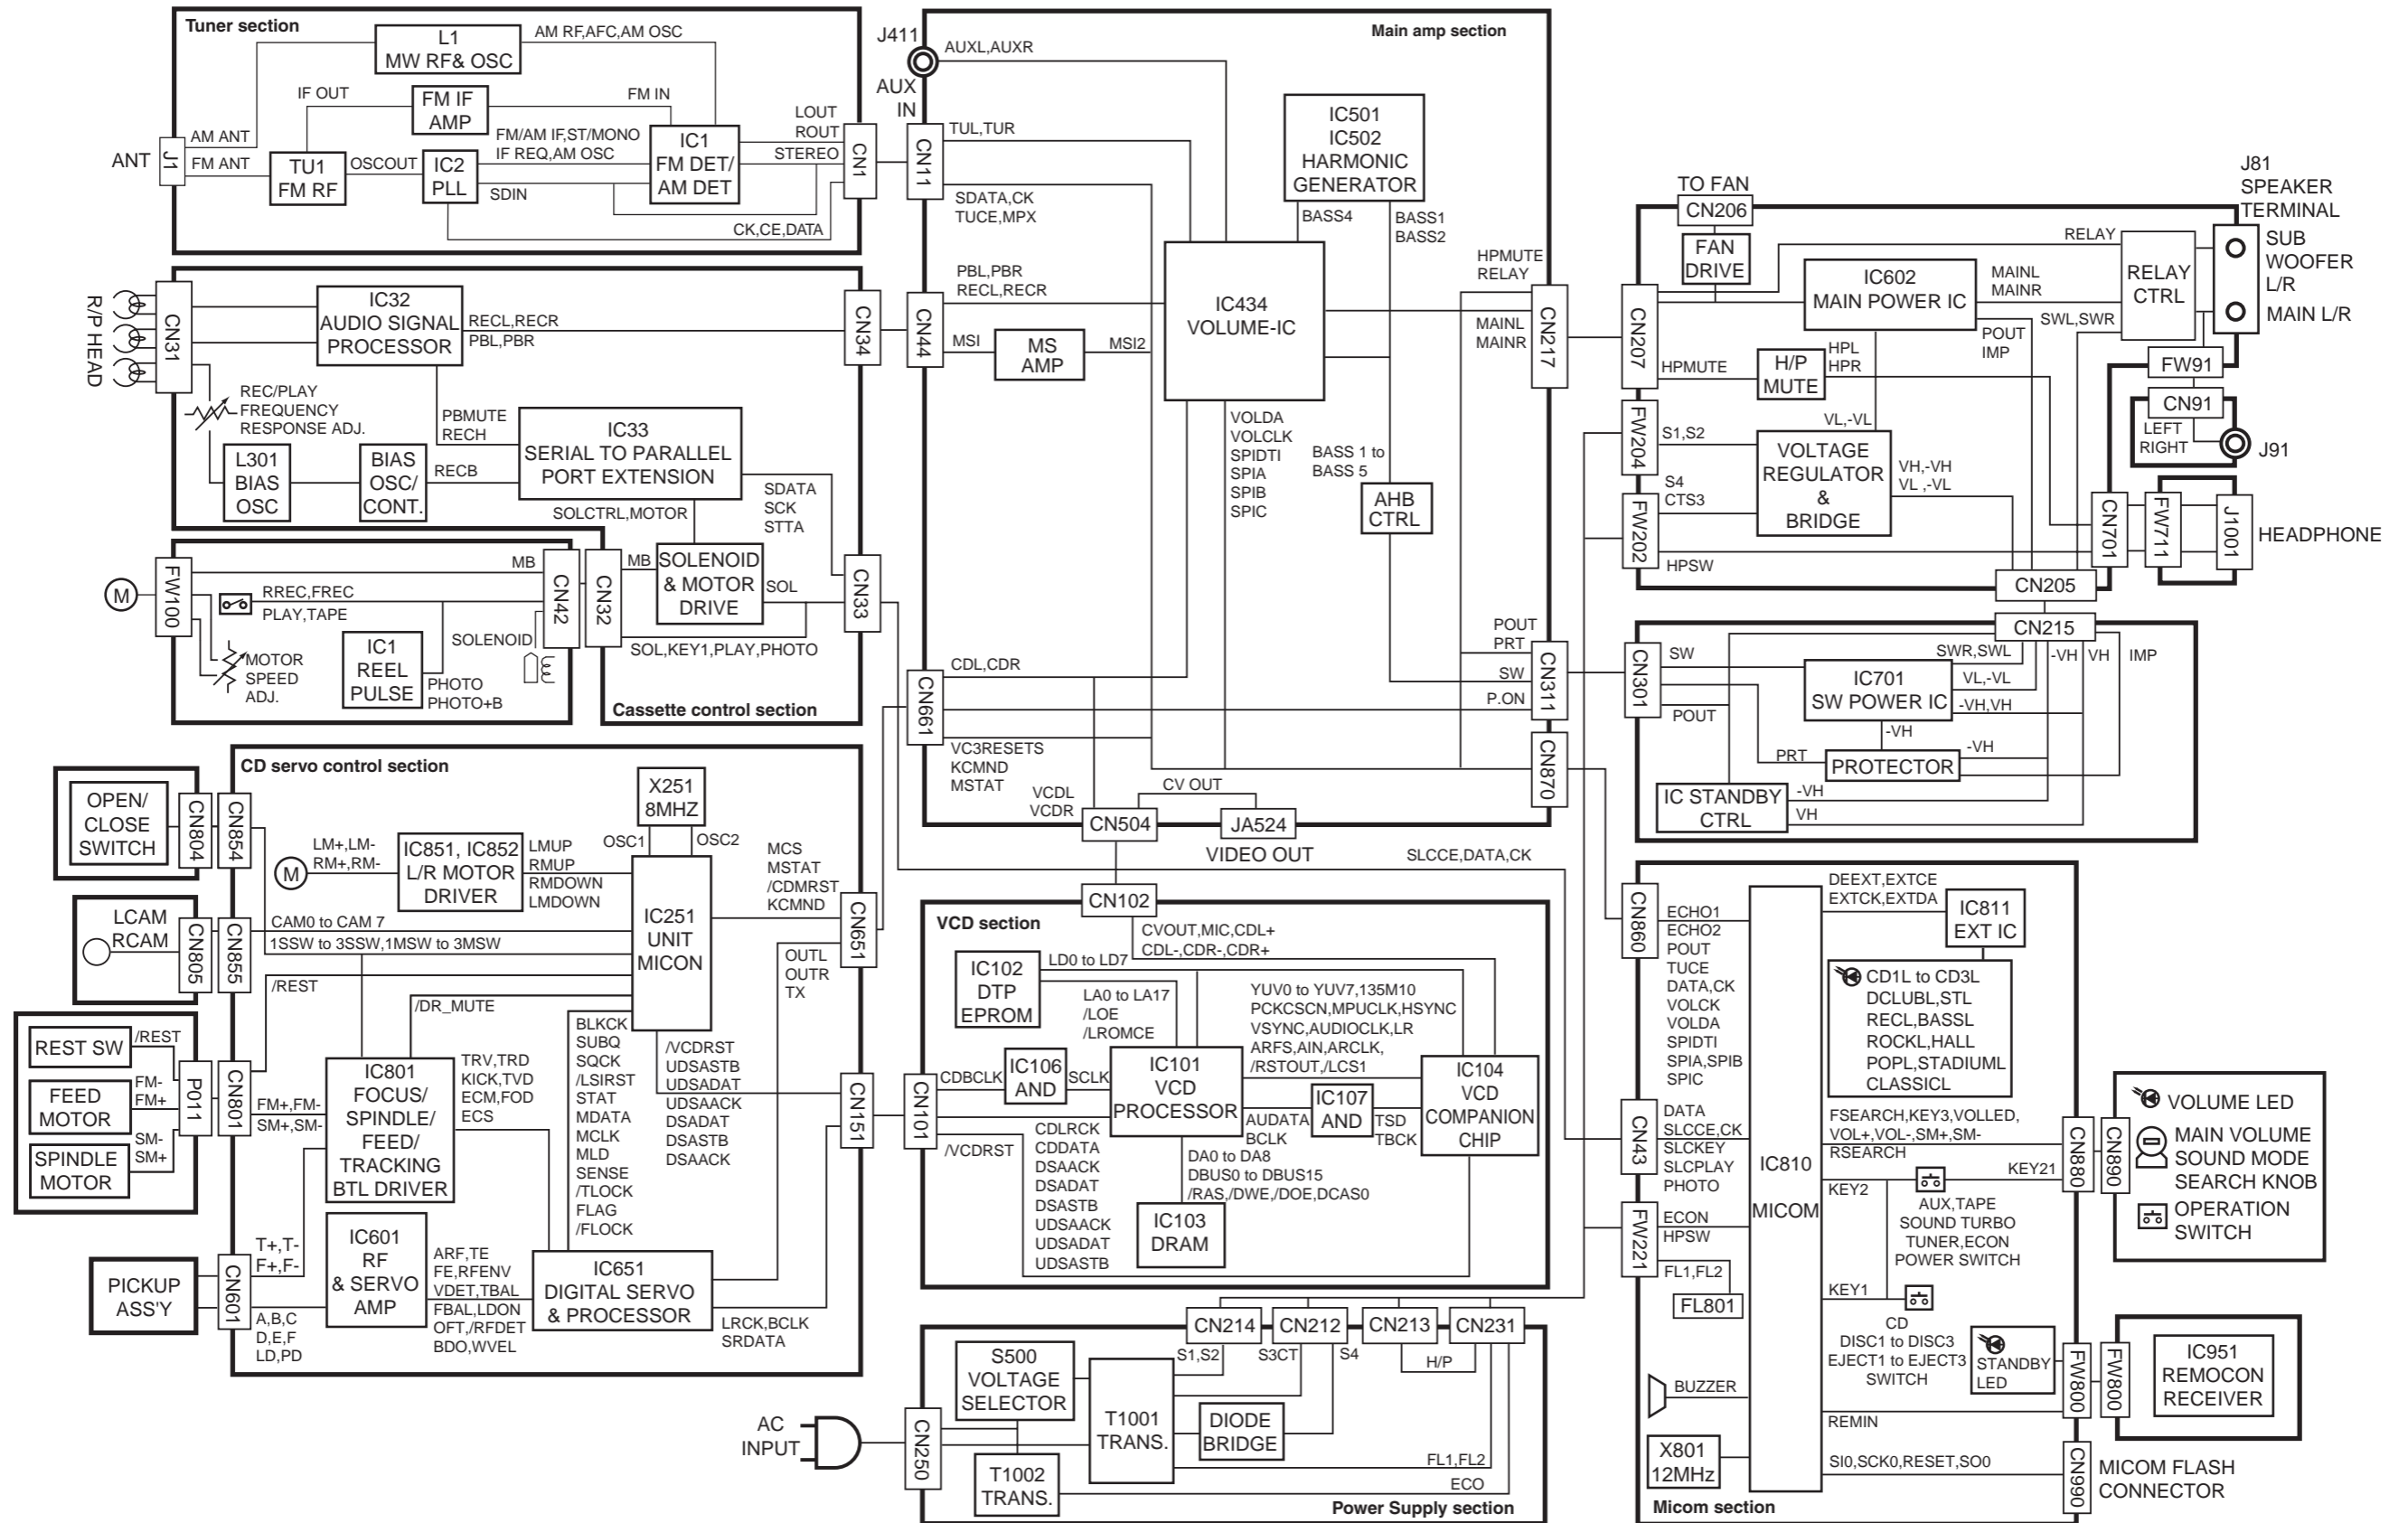 Tuner section
L1
MW RF& OSC
AM RF,AFC,AM OSC
IF OUT
FM IF
AMP
FM IN
AM ANT
FM ANT
ANT
J1
TU1
FM RF
OSCOUT
IC2
PLL
FM/AM IF,ST/MONO
IF REQ,AM OSC
SDIN
IC1
FM DET/
AM DET
LOUT
ROUT
STEREO
CK,CE,DATA
CN1
R/P HEAD
CN31
IC32
AUDIO SIGNAL
PROCESSOR
RECL,RECR
PBL,PBR
CN34
REC/PLAY
FREQUENCY
RESPONSE ADJ.
PBMUTE
RECH
L301
BIAS
OSC
BIAS
OSC/
CONT.
RECB
IC33
SERIAL TO PARALLEL
PORT EXTENSION
SDATA
SCK
STTA
SOLCTRL,MOTOR
M
FW100
MB
RREC,FREC
PLAY,TAPE
CN42
CN32
MB
SOLENOID
& MOTOR
DRIVE
SOL
CN33
IC1
REEL
PULSE
SOLENOID
MOTOR
SPEED
ADJ.
PHOTO
PHOTO+B
SOL,KEY1,PLAY,PHOTO
Cassette control section
CD servo control section
OPEN/
CLOSE
SWITCH
CN804
CN854
X251
8MHZ
OSC1
OSC2
M
LM+,LM-
RM+,RM-
IC851, IC852
L/R MOTOR
DRIVER
LMUP
RMUP
RMDOWN
LMDOWN
MCS
MSTAT
/CDMRST
KCMND
LCAM
RCAM
CN805
CN855
CAM0 to CAM 7
1SSW to 3SSW,1MSW to 3MSW
IC251
UNIT
MICON
CN651
/REST
/DR_MUTE
OUTL
OUTR
TX
REST SW
/REST
FEED
MOTOR
FM-
FM+
SPINDLE
MOTOR
SM-
SM+
P011
CN801
FM+,FM-
SM+,SM-
IC801
FOCUS/
SPINDLE/
FEED/
TRACKING
BTL DRIVER
TRV,TRD
KICK,TVD
ECM,FOD
ECS
BLKCK
SUBQ
SQCK
/LSIRST
STAT
MDATA
MCLK
MLD
SENSE
/TLOCK
FLAG
/FLOCK
/VCDRST
UDSASTB
UDSADAT
UDSAACK
DSADAT
DSASTB
DSAACK
CN151
PICKUP
ASS'Y
CN601
T+,T-
F+,F-
A,B,C
D,E,F
LD,PD
IC601
RF
& SERVO
AMP
ARF,TE
FE,RFENV
VDET,TBAL
FBAL,LDON
OFT,/RFDET
BDO,WVEL
IC651
DIGITAL SERVO
& PROCESSOR
LRCK,BCLK
SRDATA
Main amp section
J411
AUX
IN
AUXL,AUXR
CN11
TUL,TUR
SDATA,CK
TUCE,MPX
IC501
IC502
HARMONIC
GENERATOR
BASS4
BASS1
BASS2
CN44
PBL,PBR
RECL,RECR
MSI
MS
AMP
MSI2
IC434
VOLUME-IC
HPMUTE
RELAY
MAINL
MAINR
CN217
VOLDA
VOLCLK
SPIDTI
SPIA
SPIB
SPIC
BASS 1 to
BASS 5
AHB
CTRL
POUT
PRT
SW
P.ON
CN311
CN661
CDL,CDR
VC3RESETS
KCMND
MSTAT
VCDL
VCDR
CV OUT
CN504
JA524
CN870
VIDEO OUT
SLCCE,DATA,CK
CN102
VCD section
CVOUT,MIC,CDL+
CDL-,CDR-,CDR+
IC102
DTP
EPROM
LD0 to LD7
LA0 to LA17
/LOE
/LROMCE
YUV0 to YUV7,135M10
PCKCSCN,MPUCLK,HSYNC
VSYNC,AUDIOCLK,LR
ARFS,AIN,ARCLK,
/RSTOUT,/LCS1
CN101
CDBCLK
IC106
AND
SCLK
IC101
VCD
PROCESSOR
IC107
AND
IC104
VCD
COMPANION
CHIP
AUDATA
BCLK
TSD
TBCK
/VCDRST
CDLRCK
CDDATA
DSAACK
DSADAT
DSASTB
UDSAACK
UDSADAT
UDSASTB
DA0 to DA8
DBUS0 to DBUS15
/RAS,/DWE,/DOE,DCAS0
IC103
DRAM
CN214
CN212
CN213
CN231
S1,S2
S3CT
S4
H/P
S500
VOLTAGE
SELECTOR
AC
INPUT
CN250
T1001
TRANS.
DIODE
BRIDGE
T1002
TRANS.
FL1,FL2
ECO
Power Supply section
TO FAN
CN206
FAN
DRIVE
J81
SPEAKER
TERMINAL
SUB
WOOFER
L/R
MAIN L/R
RELAY
RELAY
CTRL
CN207
IC602
MAIN POWER IC
MAINL
MAINR
SWL,SWR
POUT
IMP
HPMUTE
H/P
MUTE
HPL
HPR
FW91
CN91
LEFT
RIGHT
J91
FW204
S1,S2
VL,-VL
VOLTAGE
REGULATOR
&
BRIDGE
VH,-VH
VL ,-VL
S4
CTS3
FW202
HPSW
CN701
FW711
J1001
HEADPHONE
CN205
CN215
CN301
SW
POUT
SWR,SWL
-VH
VH
IMP
IC701
SW POWER IC
VL,-VL
-VH,VH
-VH
PRT
PROTECTOR
-VH
IC STANDBY
CTRL
-VH
VH
CN860
ECHO1
ECHO2
POUT
TUCE
DATA,CK
VOLCK
VOLDA
SPIDTI
SPIA,SPIB
SPIC
DEEXT,EXTCE
EXTCK,EXTDA
IC811
EXT IC
CD1L to CD3L
DCLUBL,STL
RECL,BASSL
ROCKL,HALL
POPL,STADIUML
CLASSICL
CN43
DATA
SLCCE,CK
SLCKEY
SLCPLAY
PHOTO
IC810
MICOM
FSEARCH,KEY3,VOLLED,
VOL+,VOL-,SM+,SM-
RSEARCH
KEY21
KEY2
CN880
CN890
VOLUME LED
MAIN VOLUME
SOUND MODE
SEARCH KNOB
OPERATION
SWITCH
AUX,TAPE
SOUND TURBO
TUNER,ECON
POWER SWITCH
FW221
ECON
HPSW
FL1,FL2
FL801
KEY1
CD
DISC1 to DISC3
EJECT1 to EJECT3
SWITCH
STANDBY
LED
FW800
FW800
IC951
REMOCON
RECEIVER
BUZZER
REMIN
X801
12MHz
SI0,SCK0,RESET,SO0
CN990
MICOM FLASH
CONNECTOR
Micom section